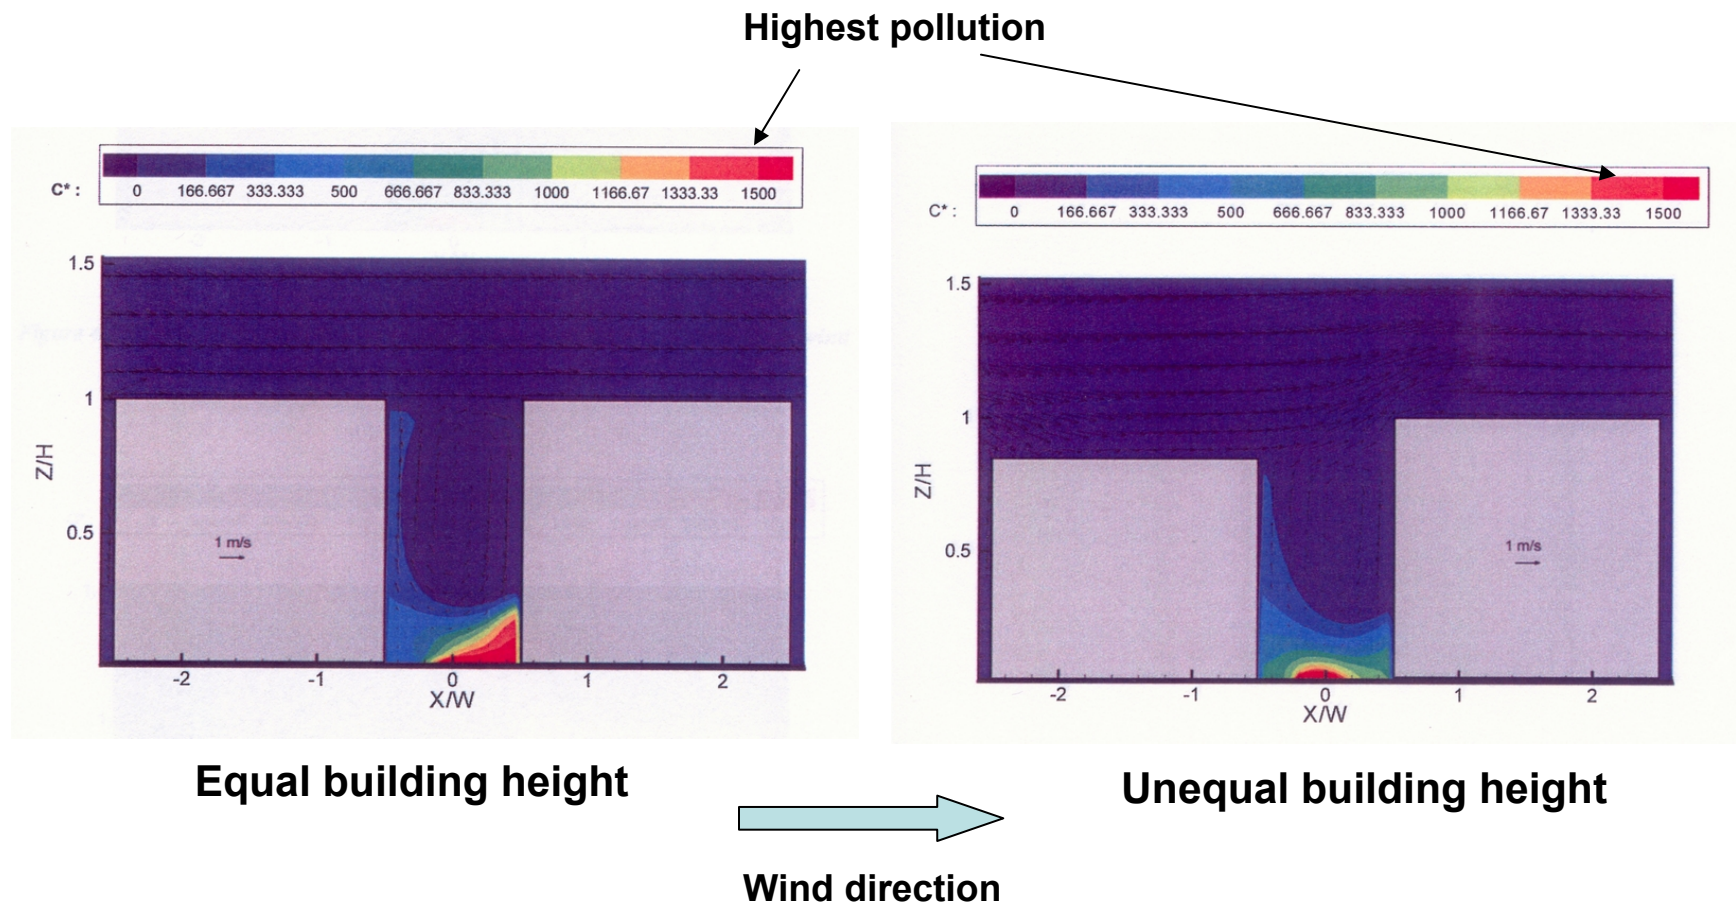 Highest pollution
C* :
0 166.667 333.333 500 666.667 833.333 1000 1166.67 1333.33 1500
1.5
1
0.5
Z/H
1 m/s
-2 -1 0 1 2
X/W
Equal building height
C* :
0 166.667 333.333 500 666.667 833.333 1000 1166.67 1333.33 1500
1.5
1
0.5
Z/H
1 m/s
-2 -1 0 1 2
X/W
Unequal building height
Wind direction